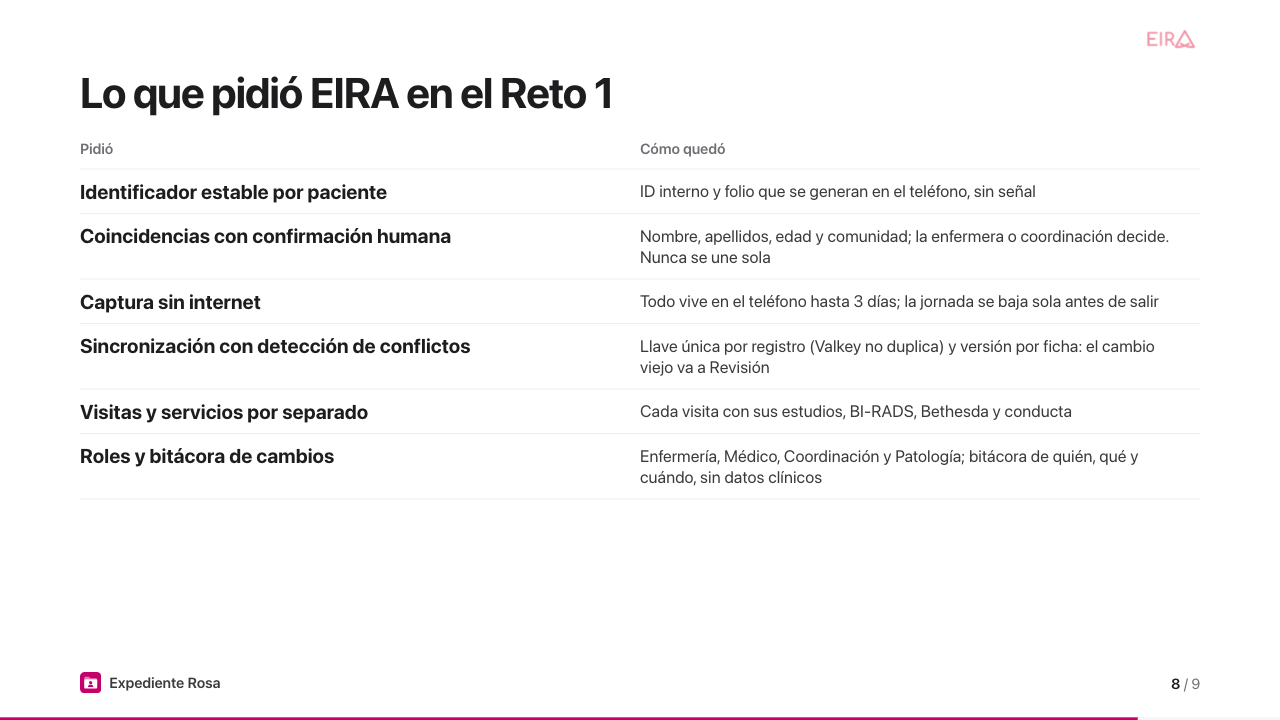 EIRA
Lo que pidió EIRA en el Reto 1
Pidió
Cómo quedó
Identificador estable por paciente
ID interno y folio que se generan en el teléfono, sin señal
Coincidencias con confirmación humana
Nombre, apellidos, edad y comunidad; la enfermera o coordinación decide.
Nunca se une sola
Captura sin internet
Todo vive en el teléfono hasta 3 días; la jornada se baja sola antes de salir
Sincronización con detección de conflictos
Llave única por registro (Valkey no duplica) y versión por ficha: el cambio
viejo va a Revisión
Visitas y servicios por separado
Cada visita con sus estudios, BI-RADS, Bethesda y conducta
Roles y bitácora de cambios
Enfermería, Médico, Coordinación y Patología; bitácora de quién, qué y
cuándo, sin datos clínicos
Expediente Rosa
8 / 9